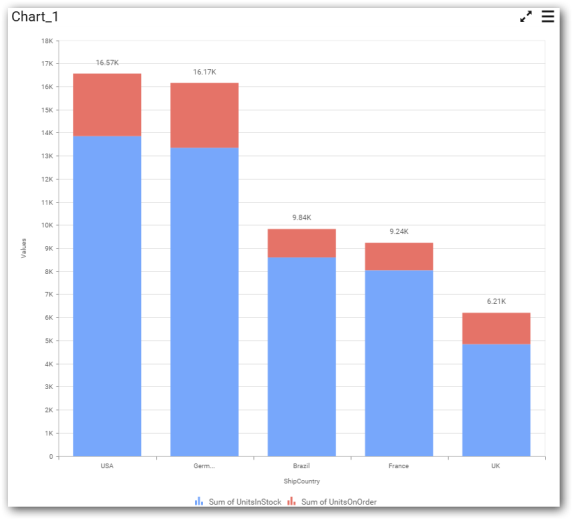 Chart_1
18K
17K
16K
15K
14K
13K
12K
11K
10K
9K
8K
7K
6K
5K
4K
3K
2K
1K
0
Values
16.57K
16.17K
9.84K
9.24K
6.21K
USA Germ... Brazil France UK
ShipCountry
Sum of UnitsInStock Sum of UnitsOnOrder